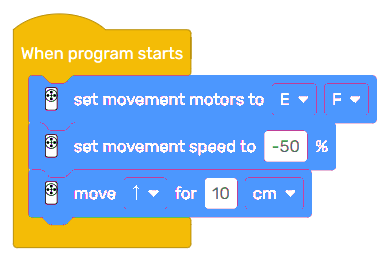 When program starts
set movement motors to E F
set movement speed to -50 %
move ↑ for 10 cm